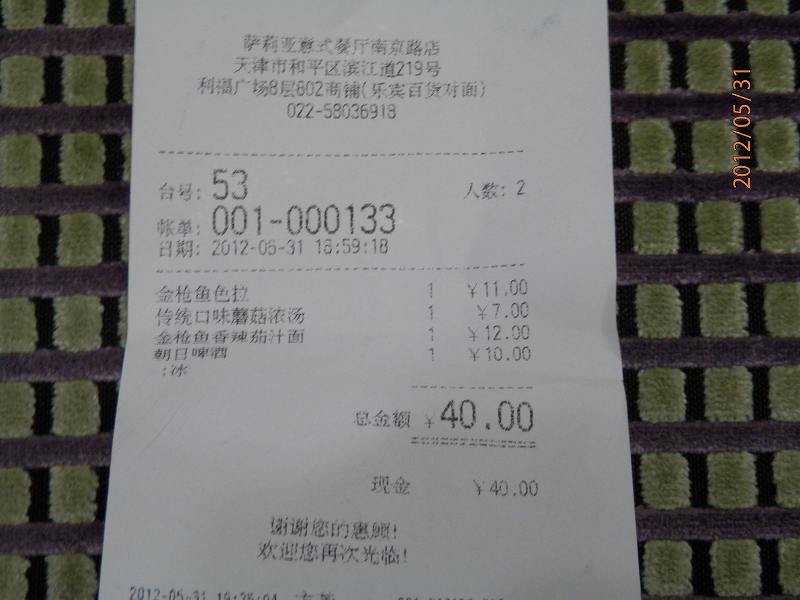 萨莉亚意式餐厅南京路店
天津市和平区滨江道219号
利福广场8层802商铺(乐宾百货对面)
022-58036918
台号: 53 人数: 2
帐单: 001-000133
日期: 2012-05-31 18:59:18
金枪鱼色拉 1 ¥11.00
传统口味蘑菇浓汤 1 ¥7.00
金枪鱼香辣茄汁面 1 ¥12.00
朝日啤酒 1 ¥10.00
:冰
总金额 ¥40.00
现金 ¥40.00
谢谢您的惠顾!
欢迎您再次光临!
2012-05-31
2012/05/31